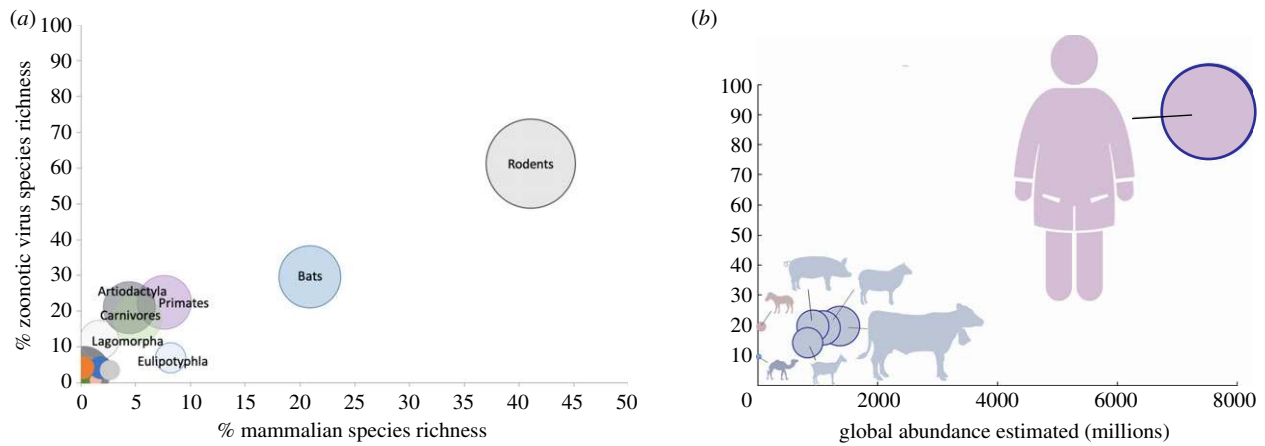 (a)
100
90
80
70
60
50
40
30
20
10
0
% zoonotic virus species richness
Rodents
Bats
Artiodactyla
Primates
Carnivores
Lagomorpha
Eulipotyphla
0 5 10 15 20 25 30 35 40 45 50
% mammalian species richness
(b)
100
90
80
70
60
50
40
30
20
10
0 2000 4000 6000 8000
global abundance estimated (millions)